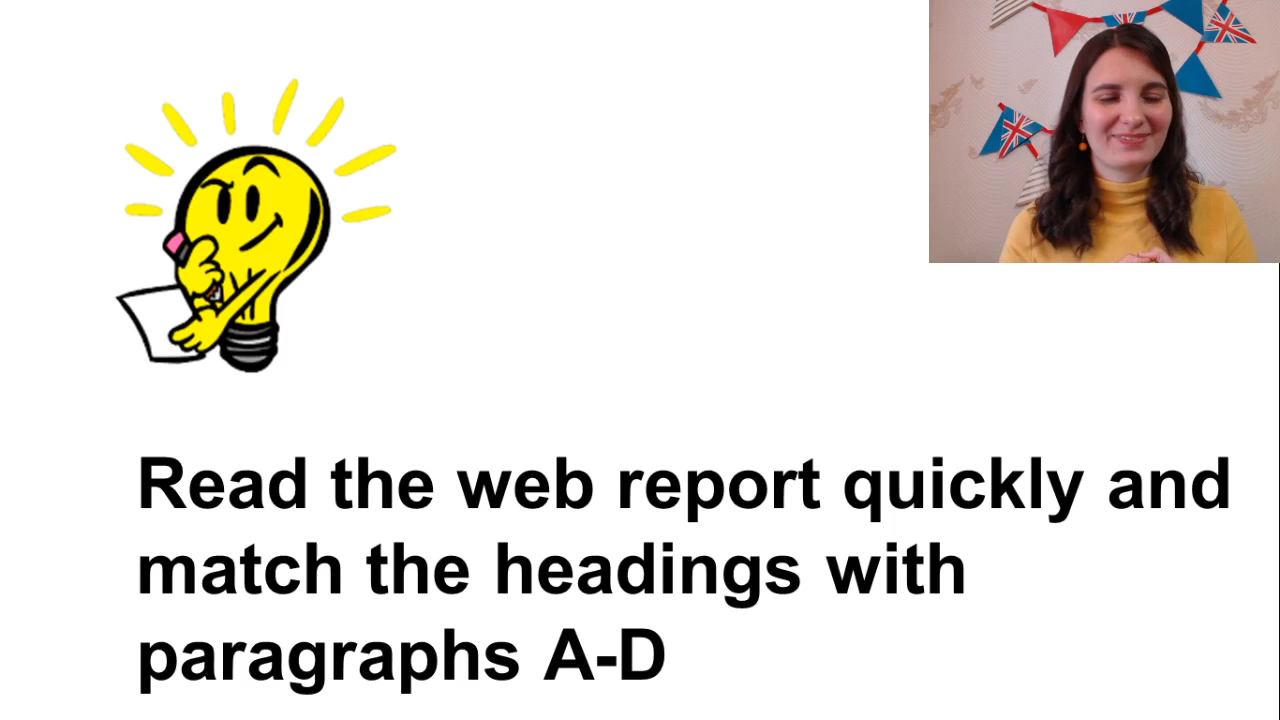 Read the web report quickly and
match the headings with
paragraphs A-D